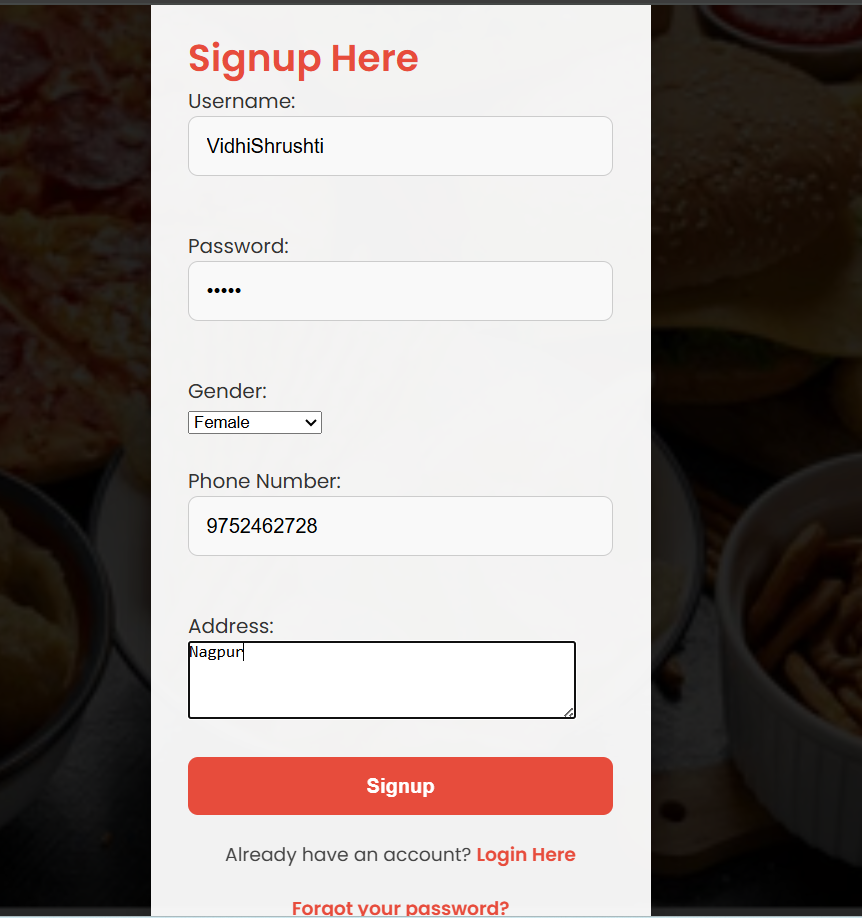 Signup Here
Username:
VidhiShrushti
Password:
•••••
Gender:
Female
Phone Number:
9752462728
Address:
Nagpur
Signup
Already have an account? Login Here
Forgot your password?